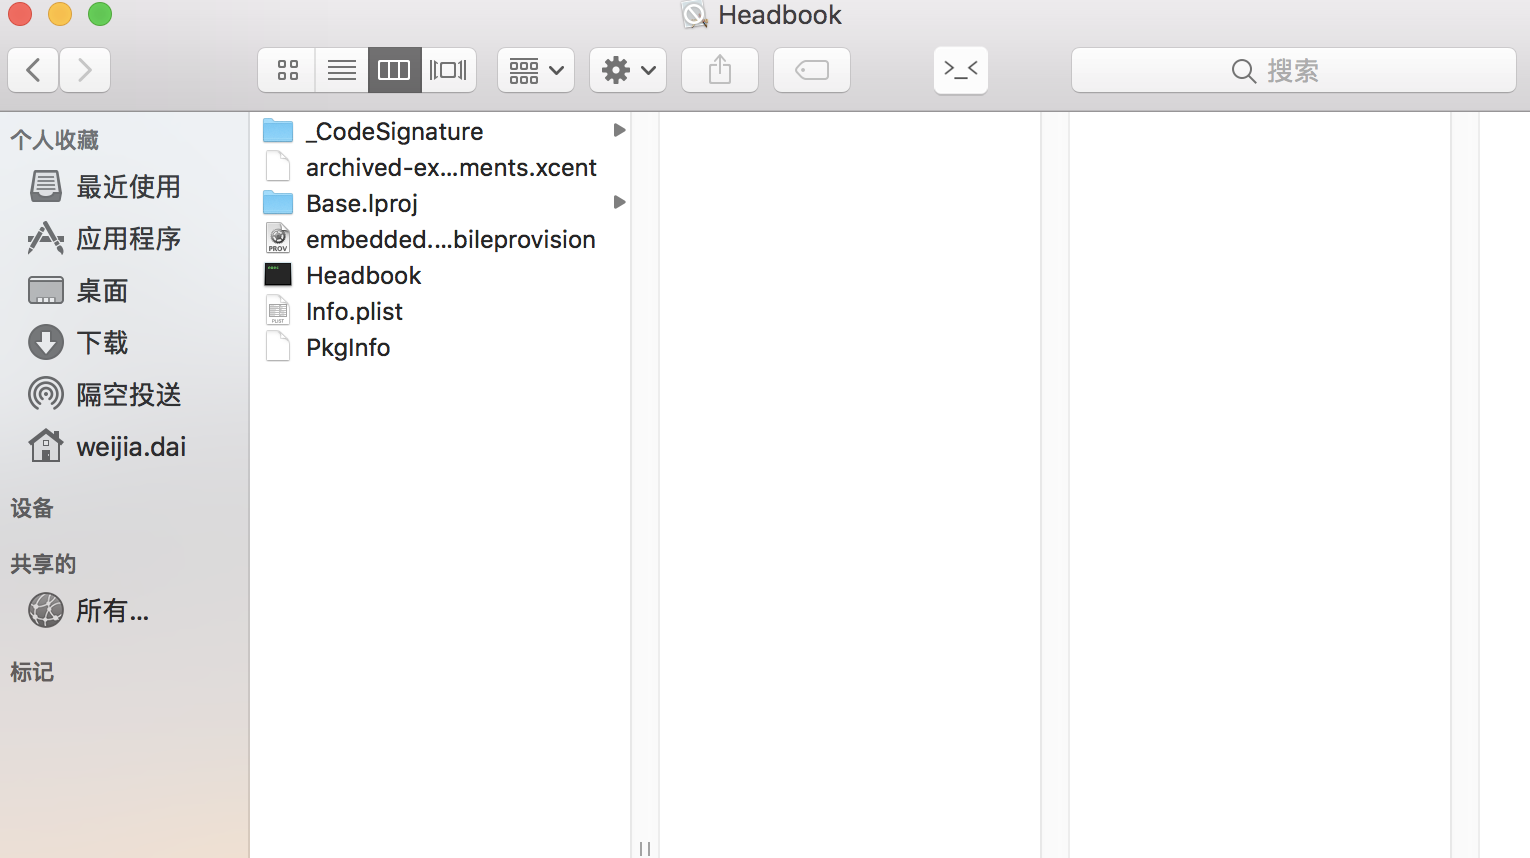 Headbook
>_<
搜索
个人收藏
最近使用
应用程序
桌面
下载
隔空投送
weijia.dai
设备
共享的
所有...
标记
_CodeSignature
archived-ex...ments.xcent
Base.lproj
embedded....bileprovision
Headbook
Info.plist
PkgInfo
PROV
PLIST